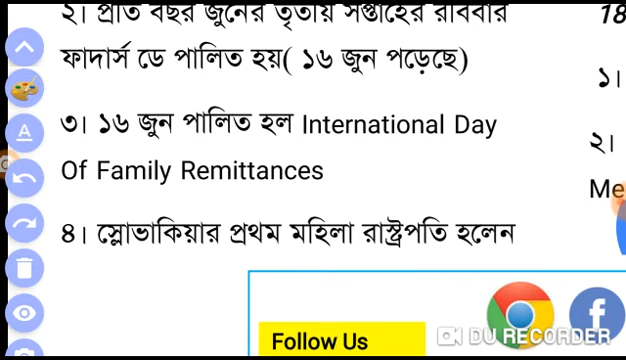 ২। প্রতি বছর জুনের তৃতীয় সপ্তাহের রবিবার
ফাদার্স ডে পালিত হয়( ১৬ জুন পড়েছে)
৩। ১৬ জুন পালিত হল International Day
Of Family Remittances
৪। স্লোভাকিয়ার প্রথম মহিলা রাষ্ট্রপতি হলেন
18
১।
২।
Me
Follow Us
DU RECORDER